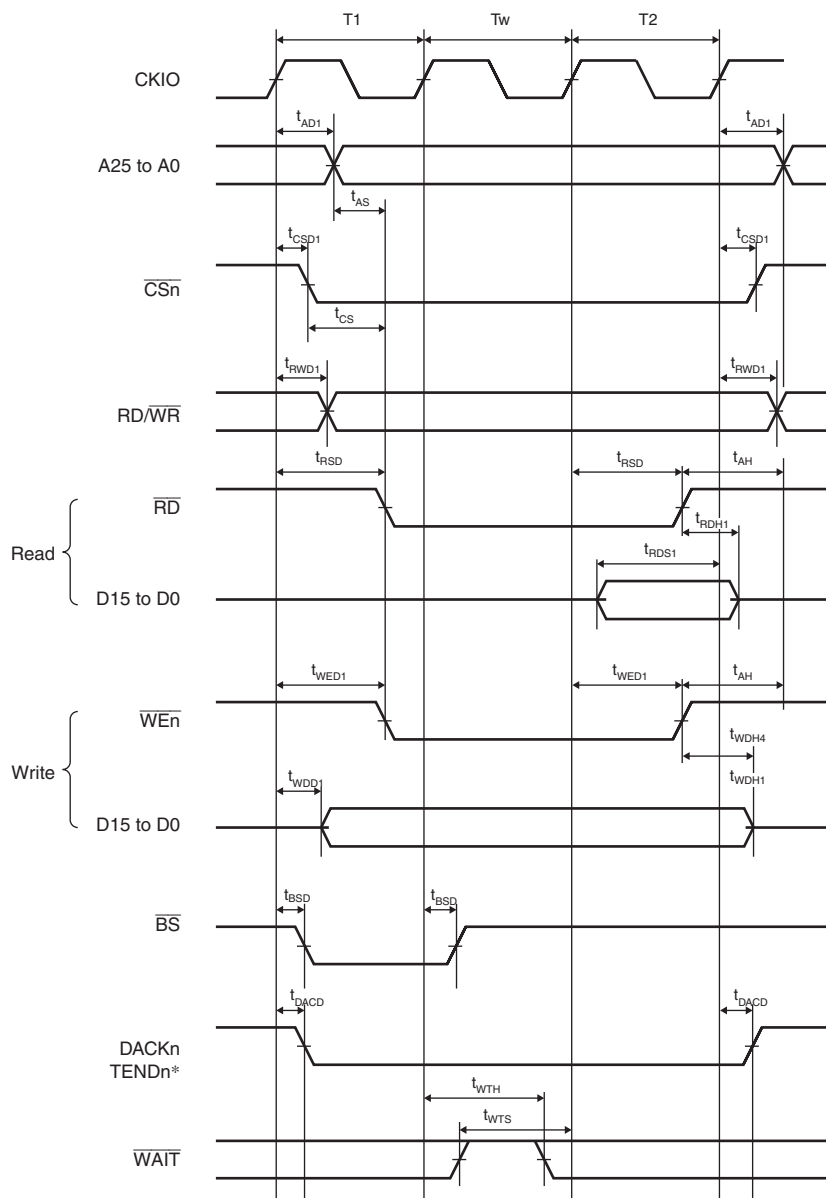 T1 Tw T2
CKIO
tAD1 tAD1
A25 to A0
tAS
tCSD1 tCSD1
CSn
tCS
tRWD1 tRWD1
RD/WR
tRSD tRSD tAH
RD
tRDH1
Read
tRDS1
D15 to D0
tWED1 tWED1 tAH
WEn
tWDH4
Write
tWDD1 tWDH1
D15 to D0
tBSD tBSD
BS
tDACD tDACD
DACKn
TENDn*
tWTH
tWTS
WAIT